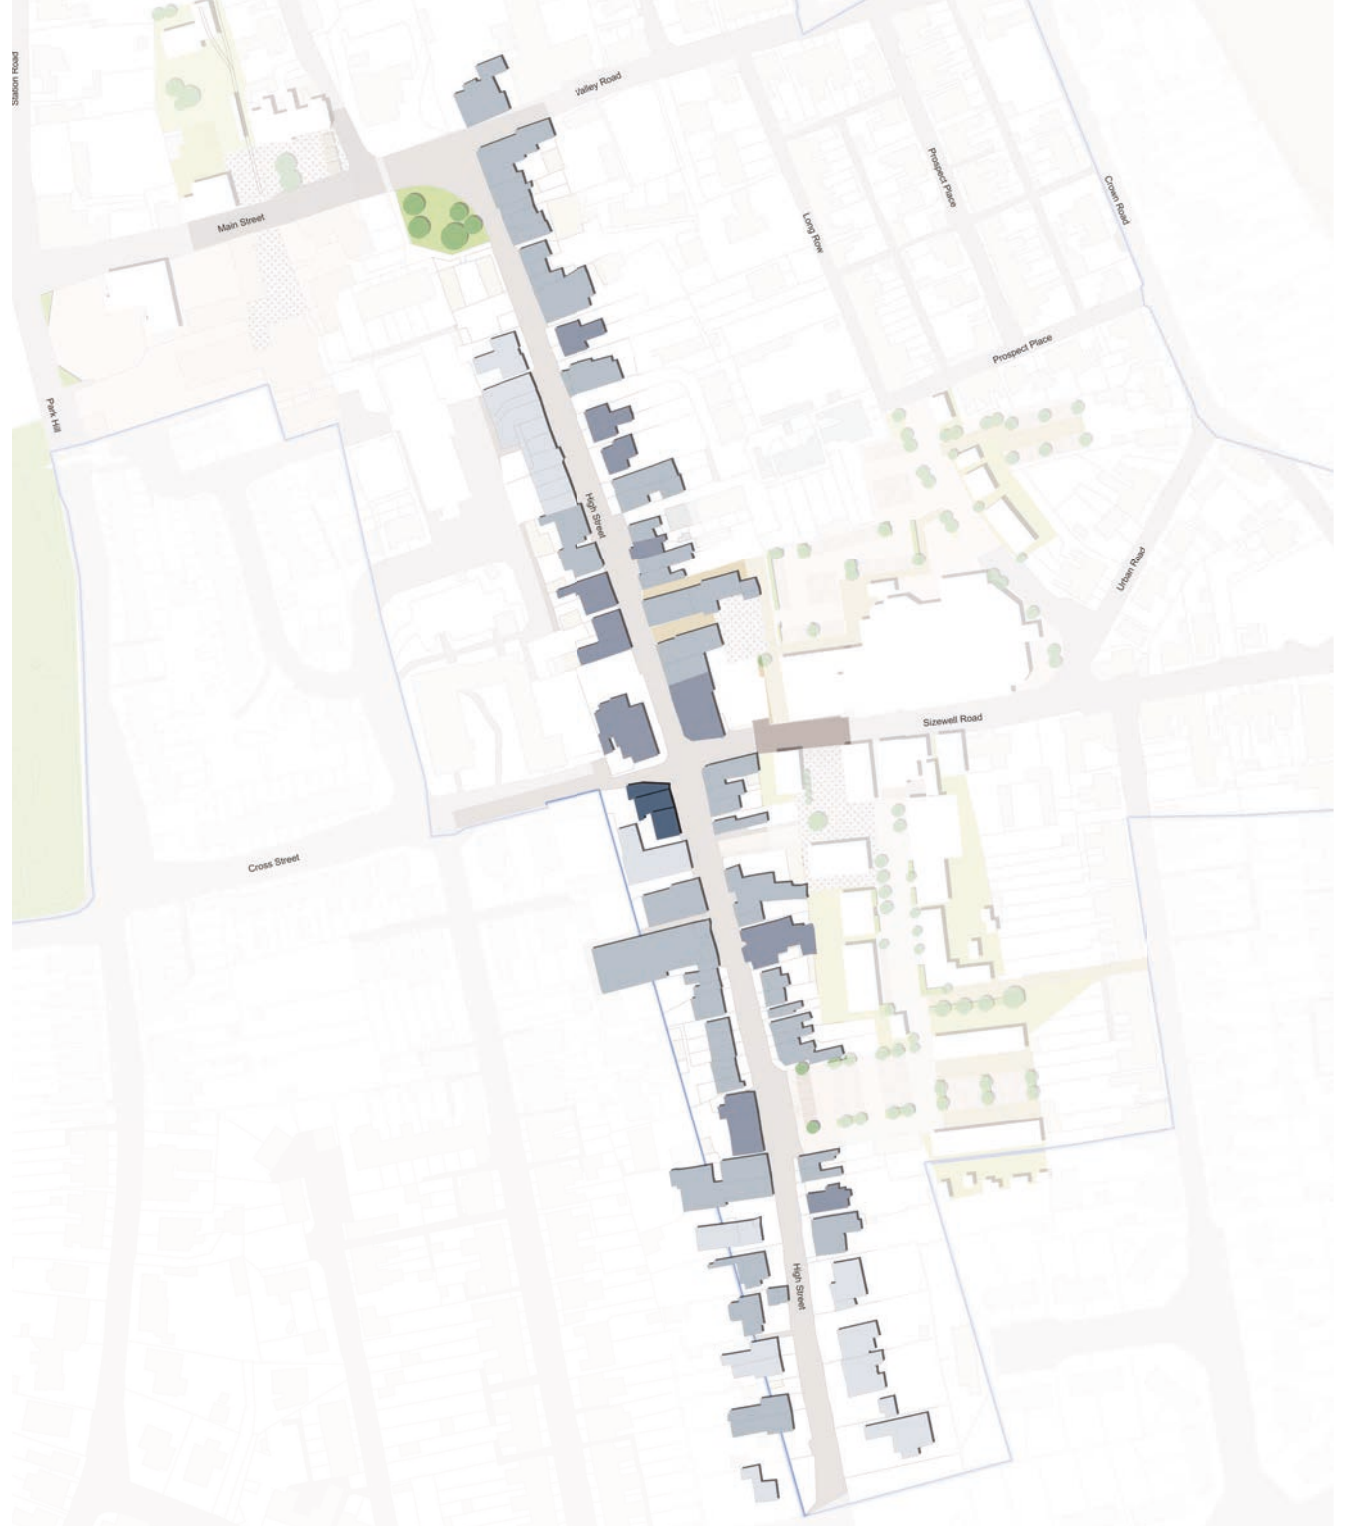 Station Road
Valley Road
Prospect Place
Crown Road
Main Street
Long Row
Prospect Place
Park Hill
High Street
Urban Road
Sizewell Road
Cross Street
High Street